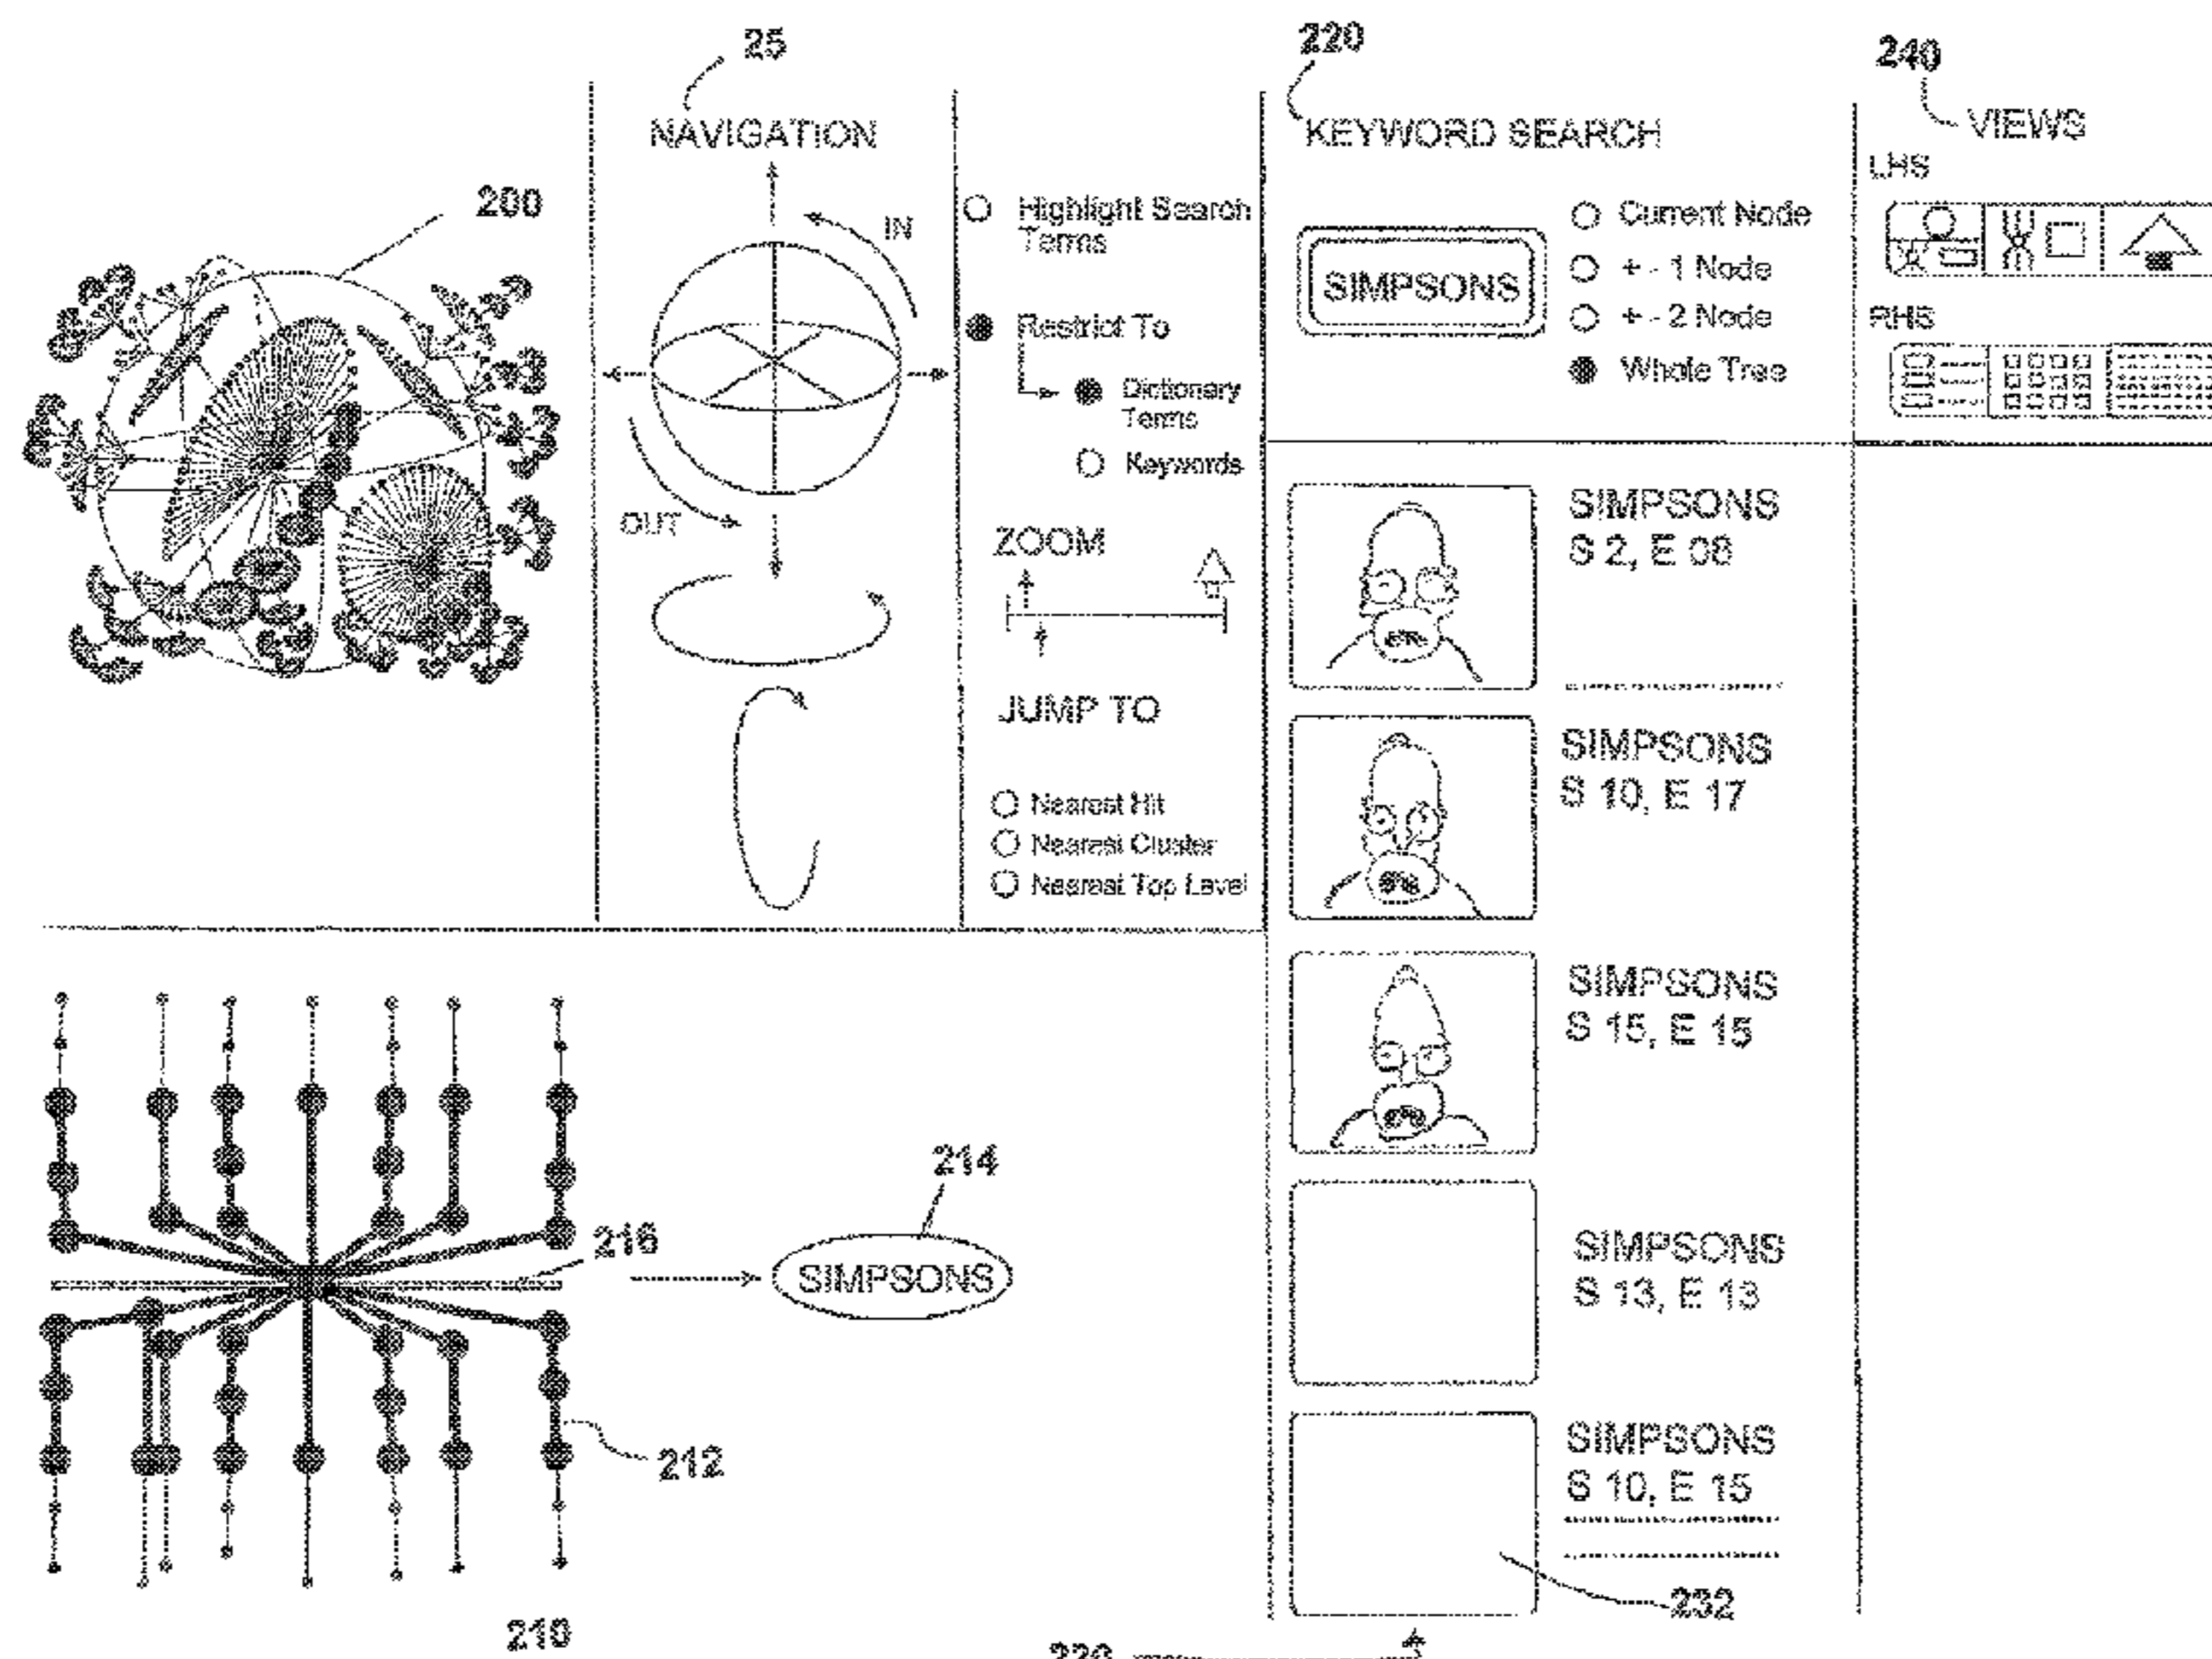 25
220
240
NAVIGATION
KEYWORD SEARCH
VIEWS
LHS
200
IN
Highlight Search
Terms
SIMPSONS
Current Node
+ - 1 Node
+ - 2 Node
Whole Tree
RHS
Restrict To
Dictionary
Terms
Keywords
OUT
ZOOM
JUMP TO
Nearest Hit
Nearest Cluster
Nearest Top Level
SIMPSONS
S 2, E 08
SIMPSONS
S 10, E 17
SIMPSONS
S 15, E 15
SIMPSONS
S 13, E 13
SIMPSONS
S 10, E 15
214
216
SIMPSONS
212
232
210